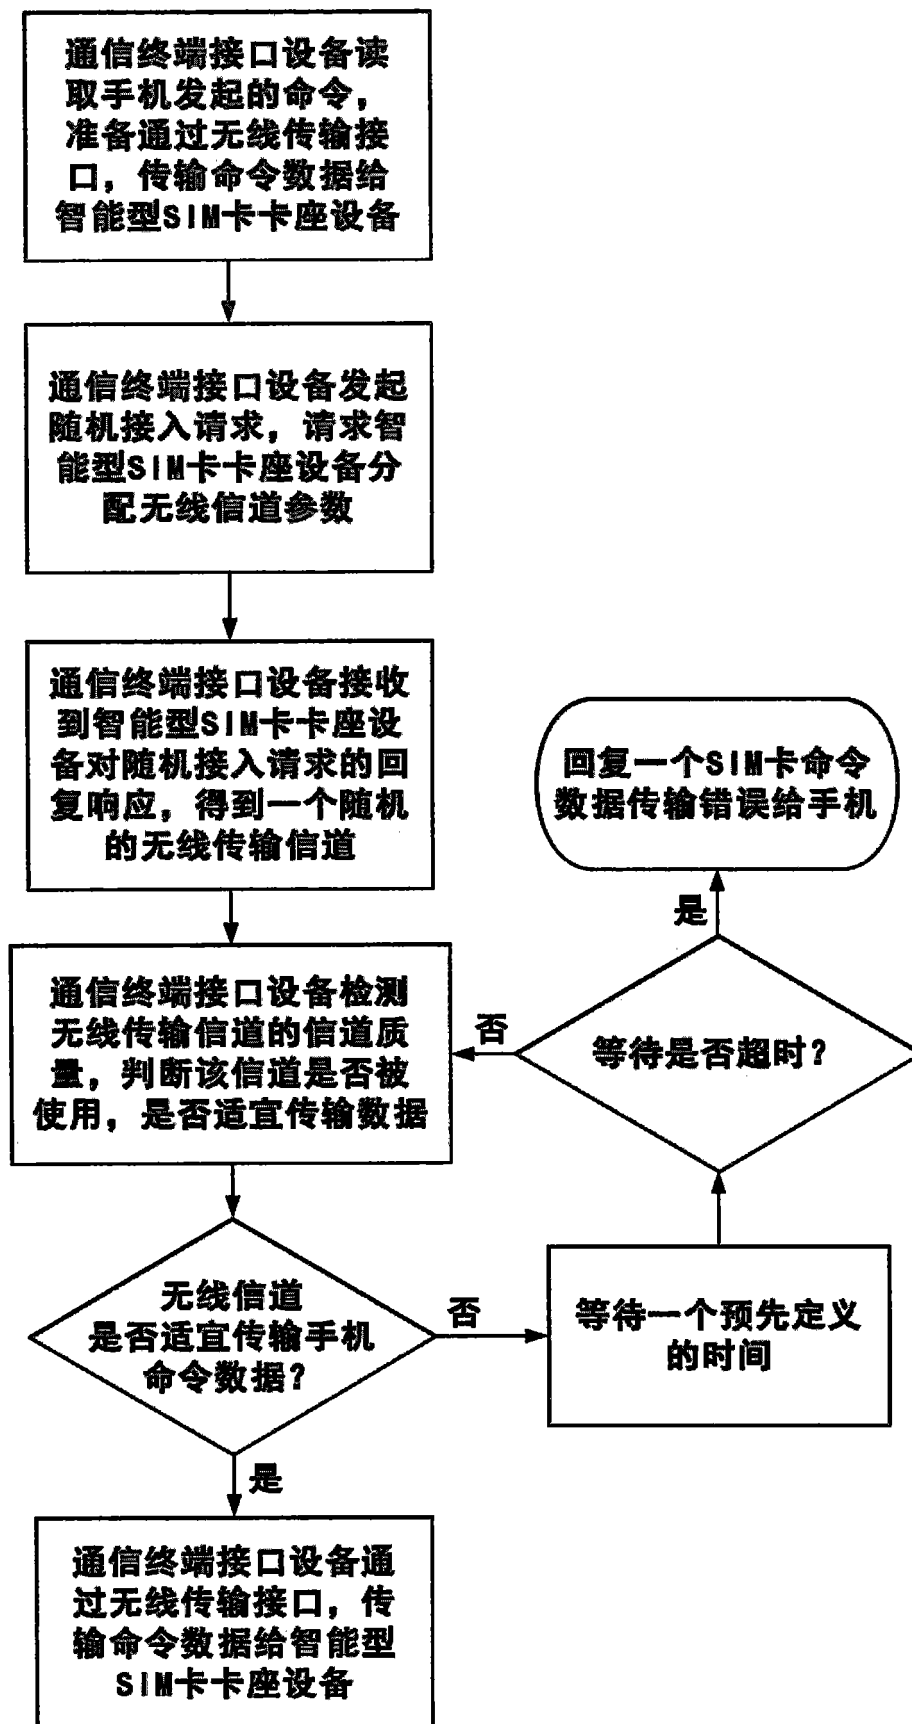 通信终端接口设备读
取手机发起的命令，
准备通过无线传输接
口，传输命令数据给
智能型SIM卡卡座设备
通信终端接口设备发起
随机接入请求，请求智
能型SIM卡卡座设备分
配无线信道参数
通信终端接口设备接收
到智能型SIM卡卡座设
备对随机接入请求的回
复响应，得到一个随机
的无线传输信道
回复一个SIM卡命令
数据传输错误给手机
是
通信终端接口设备检测
无线传输信道的信道质
量，判断该信道是否被
使用，是否适宜传输数据
否
等待是否超时？
无线信道
是否适宜传输手机
命令数据？
否
等待一个预先定义
的时间
是
通信终端接口设备通
过无线传输接口，传
输命令数据给智能型
SIM卡卡座设备